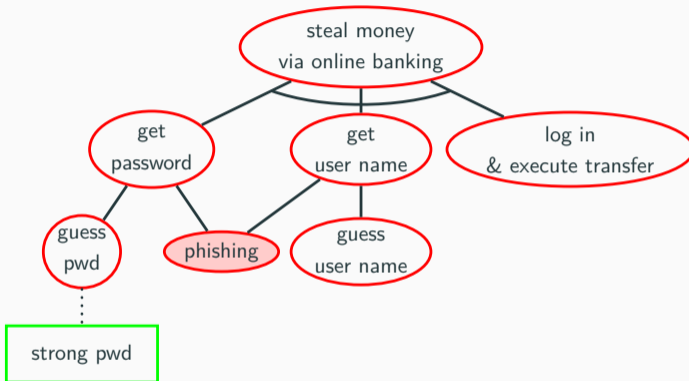 steal money
via online banking
get
password
get
user name
log in
& execute transfer
guess
pwd
phishing
guess
user name
strong pwd